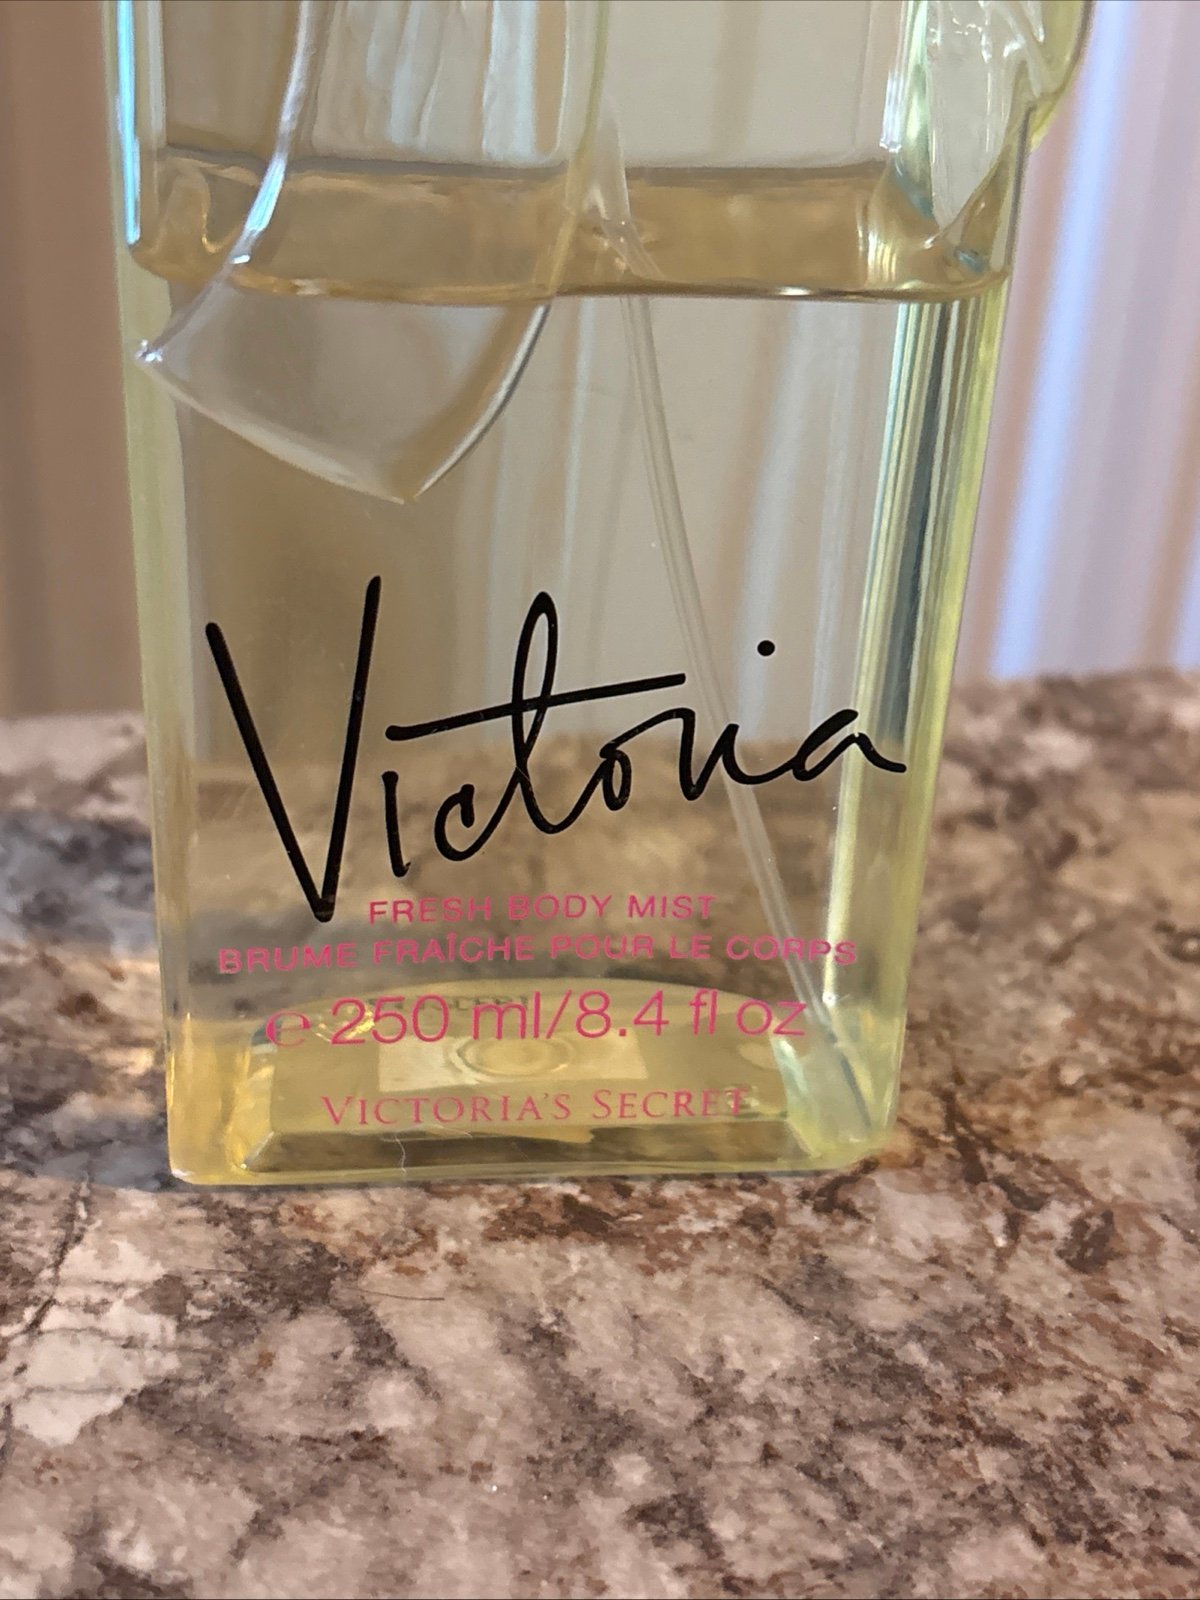 Victoria
FRESH BODY MIST
BRUME FRAÎCHE POUR LE CORPS
℮ 250 ml/8.4 fl oz
VICTORIA'S SECRET